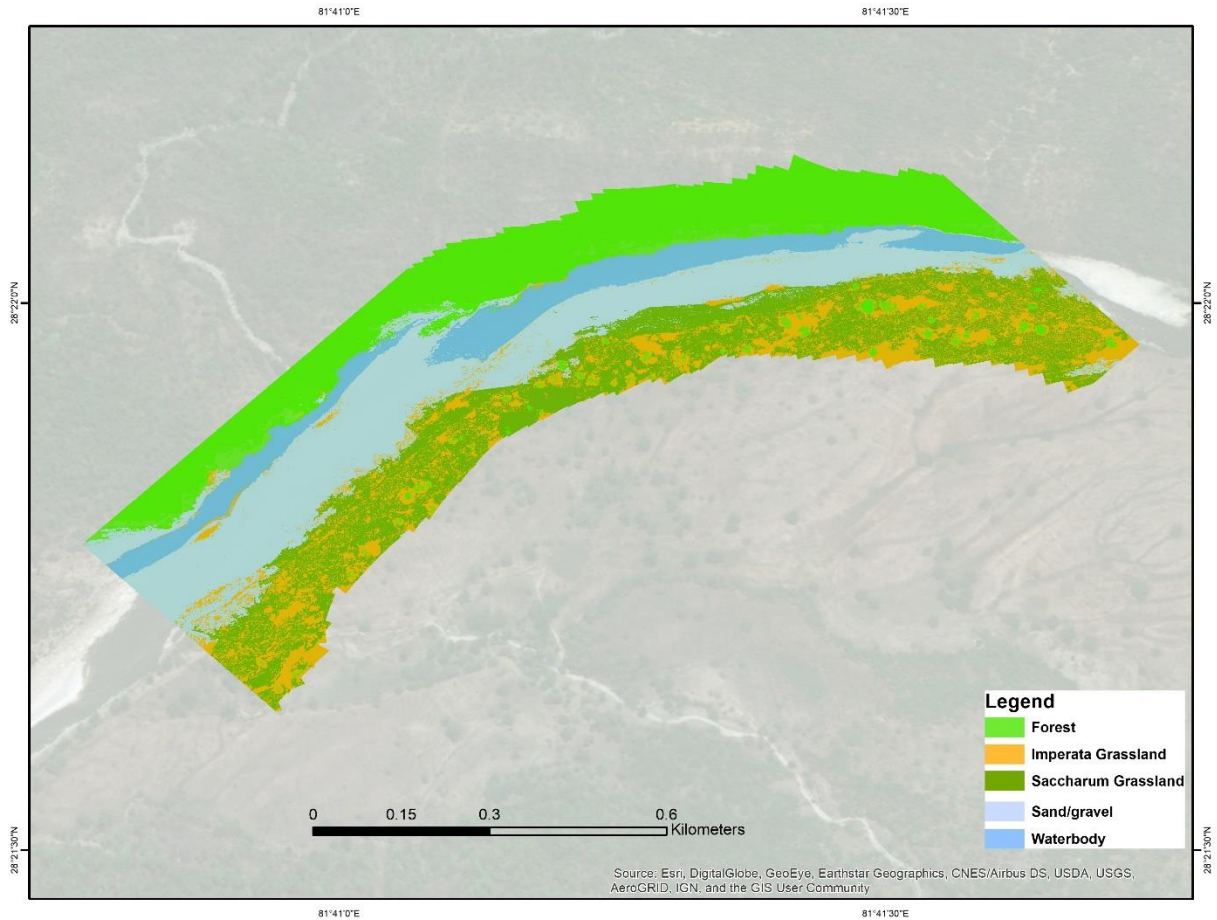 81°41'0"E 81°41'30"E
28°22'0"N 28°22'0"N
Legend
Forest
Imperata Grassland
Saccharum Grassland
Sand/gravel
Waterbody
0 0.15 0.3 0.6
Kilometers
28°21'30"N 28°21'30"N
Source: Esri, DigitalGlobe, GeoEye, Earthstar Geographics, CNES/Airbus DS, USDA, USGS,
AeroGRID, IGN, and the GIS User Community
81°41'0"E 81°41'30"E